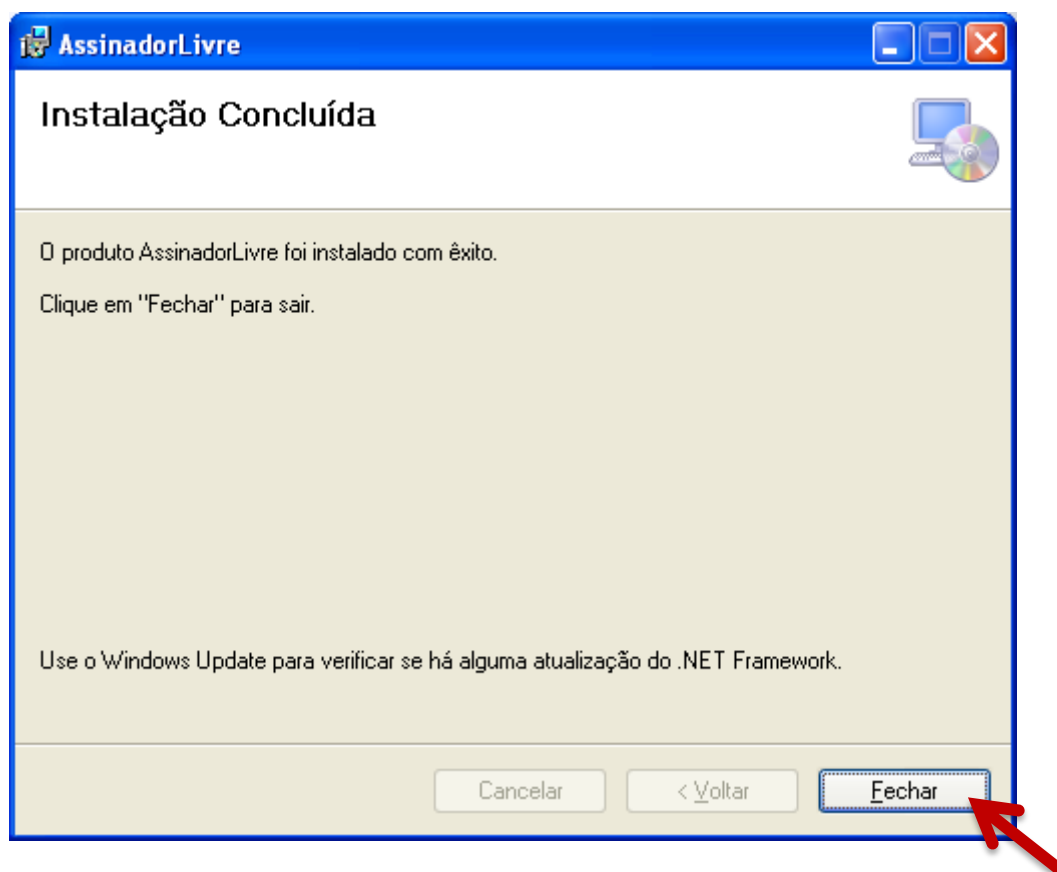 AssinadorLivre
Instalação Concluída
O produto AssinadorLivre foi instalado com êxito.
Clique em "Fechar" para sair.
Use o Windows Update para verificar se há alguma atualização do .NET Framework.
Cancelar
< Voltar
Fechar